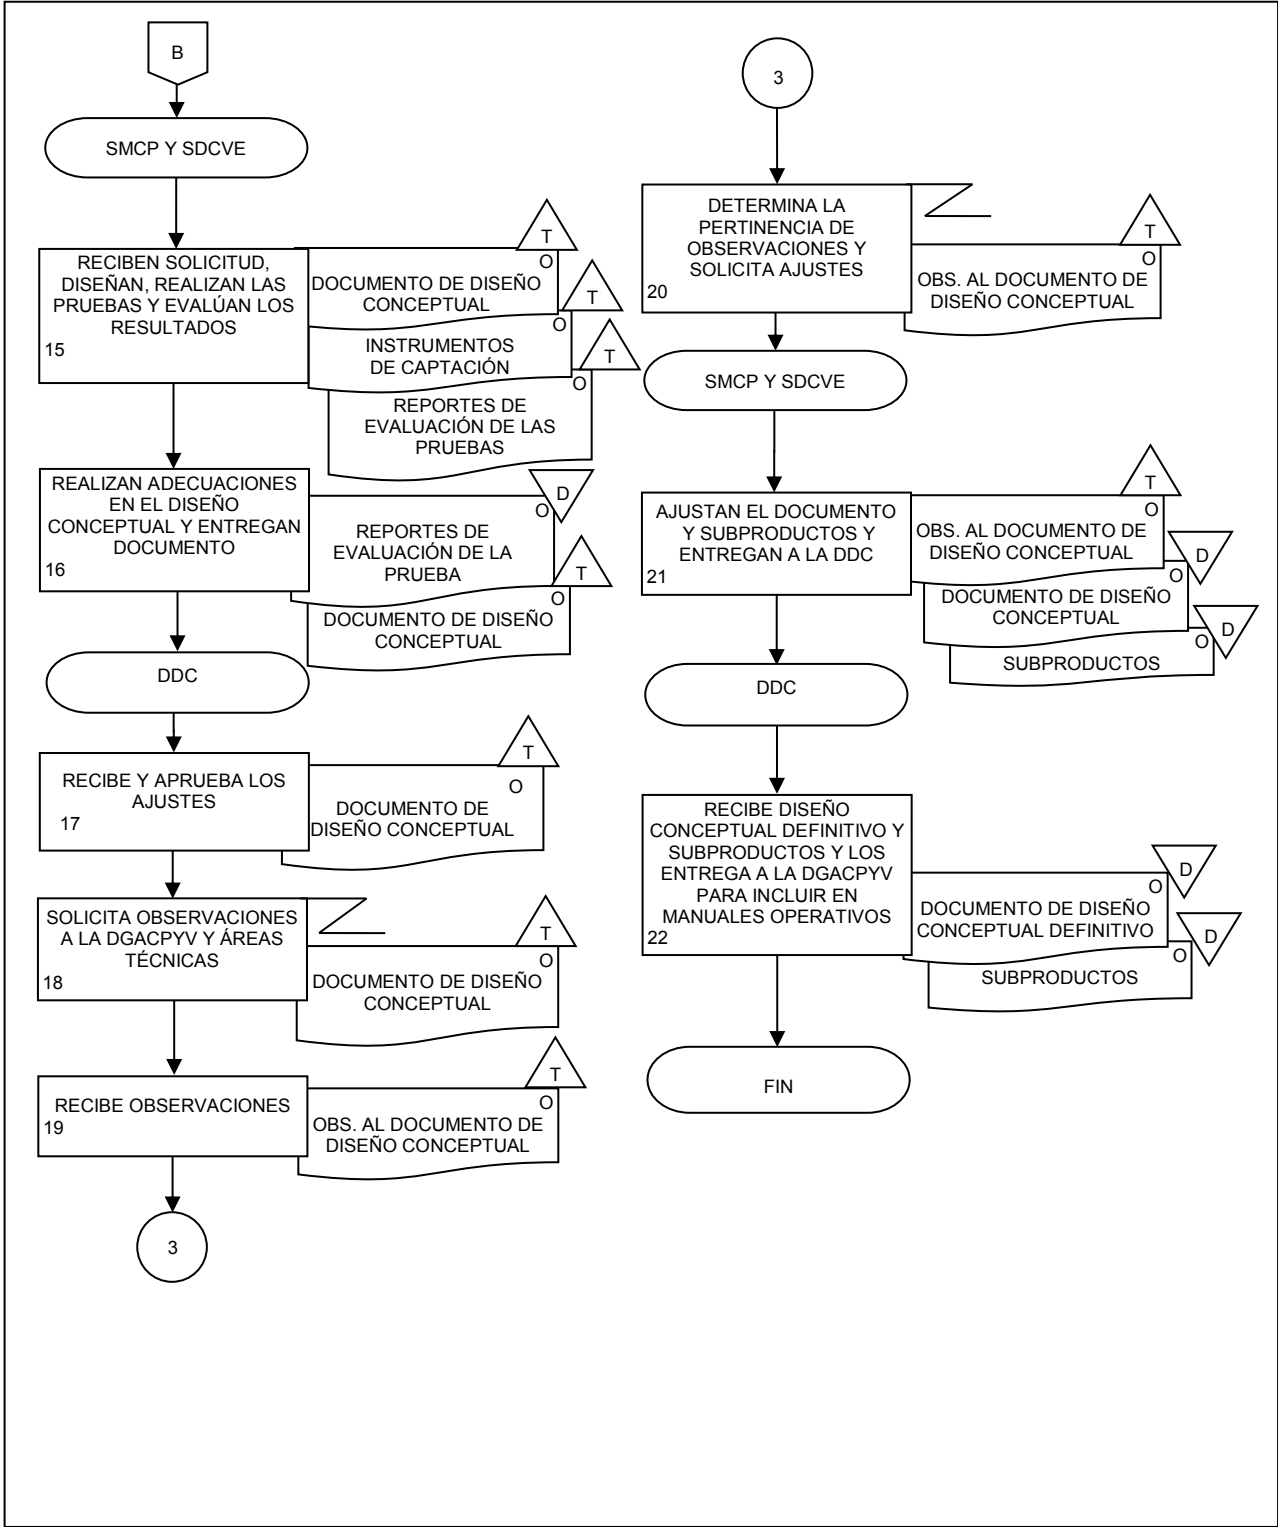 B
SMCP Y SDCVE
RECIBEN SOLICITUD,
DISEÑAN, REALIZAN LAS
PRUEBAS Y EVALÚAN LOS
RESULTADOS
15
T
O
DOCUMENTO DE DISEÑO
CONCEPTUAL
T
O
INSTRUMENTOS
DE CAPTACIÓN
T
O
REPORTES DE
EVALUACIÓN DE LAS
PRUEBAS
REALIZAN ADECUACIONES
EN EL DISEÑO
CONCEPTUAL Y ENTREGAN
DOCUMENTO
16
D
O
REPORTES DE
EVALUACIÓN DE LA
PRUEBA
T
O
DOCUMENTO DE DISEÑO
CONCEPTUAL
DDC
RECIBE Y APRUEBA LOS
AJUSTES
17
T
O
DOCUMENTO DE
DISEÑO CONCEPTUAL
SOLICITA OBSERVACIONES
A LA DGACPYV Y ÁREAS
TÉCNICAS
18
T
O
DOCUMENTO DE DISEÑO
CONCEPTUAL
RECIBE OBSERVACIONES
19
T
O
OBS. AL DOCUMENTO DE
DISEÑO CONCEPTUAL
3
3
DETERMINA LA
PERTINENCIA DE
OBSERVACIONES Y
SOLICITA AJUSTES
20
T
O
OBS. AL DOCUMENTO DE
DISEÑO CONCEPTUAL
SMCP Y SDCVE
AJUSTAN EL DOCUMENTO
Y SUBPRODUCTOS Y
ENTREGAN A LA DDC
21
T
O
OBS. AL DOCUMENTO DE
DISEÑO CONCEPTUAL
D
O
DOCUMENTO DE DISEÑO
CONCEPTUAL
D
O
SUBPRODUCTOS
DDC
RECIBE DISEÑO
CONCEPTUAL DEFINITIVO Y
SUBPRODUCTOS Y LOS
ENTREGA A LA DGACPYV
PARA INCLUIR EN
MANUALES OPERATIVOS
22
D
O
DOCUMENTO DE DISEÑO
CONCEPTUAL DEFINITIVO
D
O
SUBPRODUCTOS
FIN